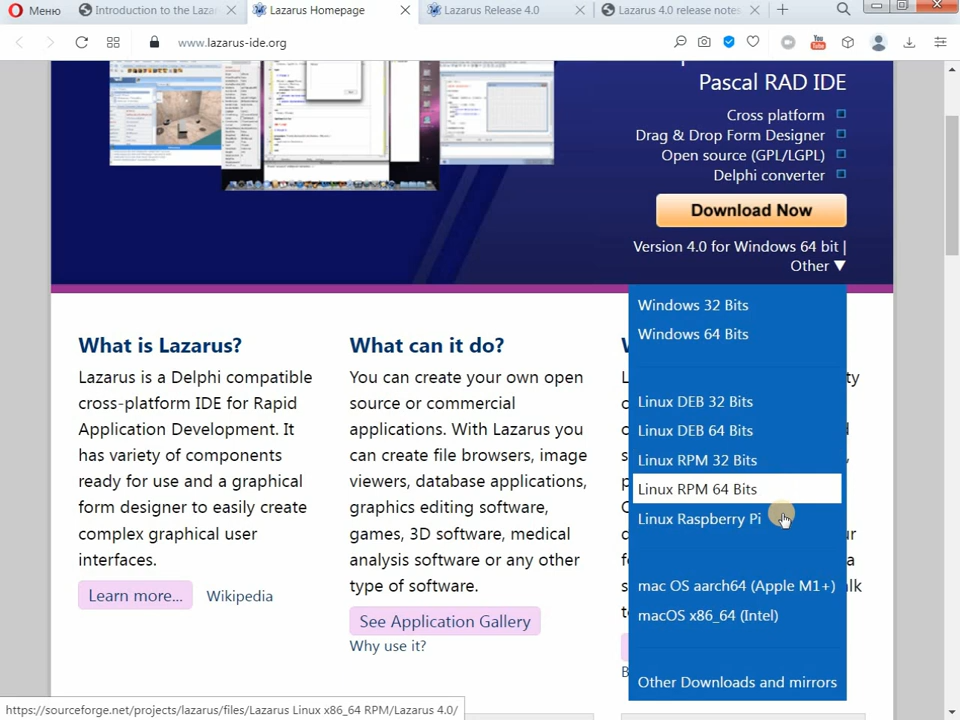 Меню
Introduction to the Lazar
Lazarus Homepage
Lazarus Release 4.0
Lazarus 4.0 release notes
www.lazarus-ide.org
Pascal RAD IDE
Cross platform
Drag & Drop Form Designer
Open source (GPL/LGPL)
Delphi converter
Download Now
Version 4.0 for Windows 64 bit |
Other ▼
Windows 32 Bits
Windows 64 Bits
Linux DEB 32 Bits
Linux DEB 64 Bits
Linux RPM 32 Bits
Linux RPM 64 Bits
Linux Raspberry Pi
mac OS aarch64 (Apple M1+)
macOS x86_64 (Intel)
Other Downloads and mirrors
What is Lazarus?
Lazarus is a Delphi compatible
cross-platform IDE for Rapid
Application Development. It
has variety of components
ready for use and a graphical
form designer to easily create
complex graphical user
interfaces.
Learn more...
Wikipedia
What can it do?
You can create your own open
source or commercial
applications. With Lazarus you
can create file browsers, image
viewers, database applications,
graphics editing software,
games, 3D software, medical
analysis software or any other
type of software.
See Application Gallery
Why use it?
https://sourceforge.net/projects/lazarus/files/Lazarus Linux x86_64 RPM/Lazarus 4.0/